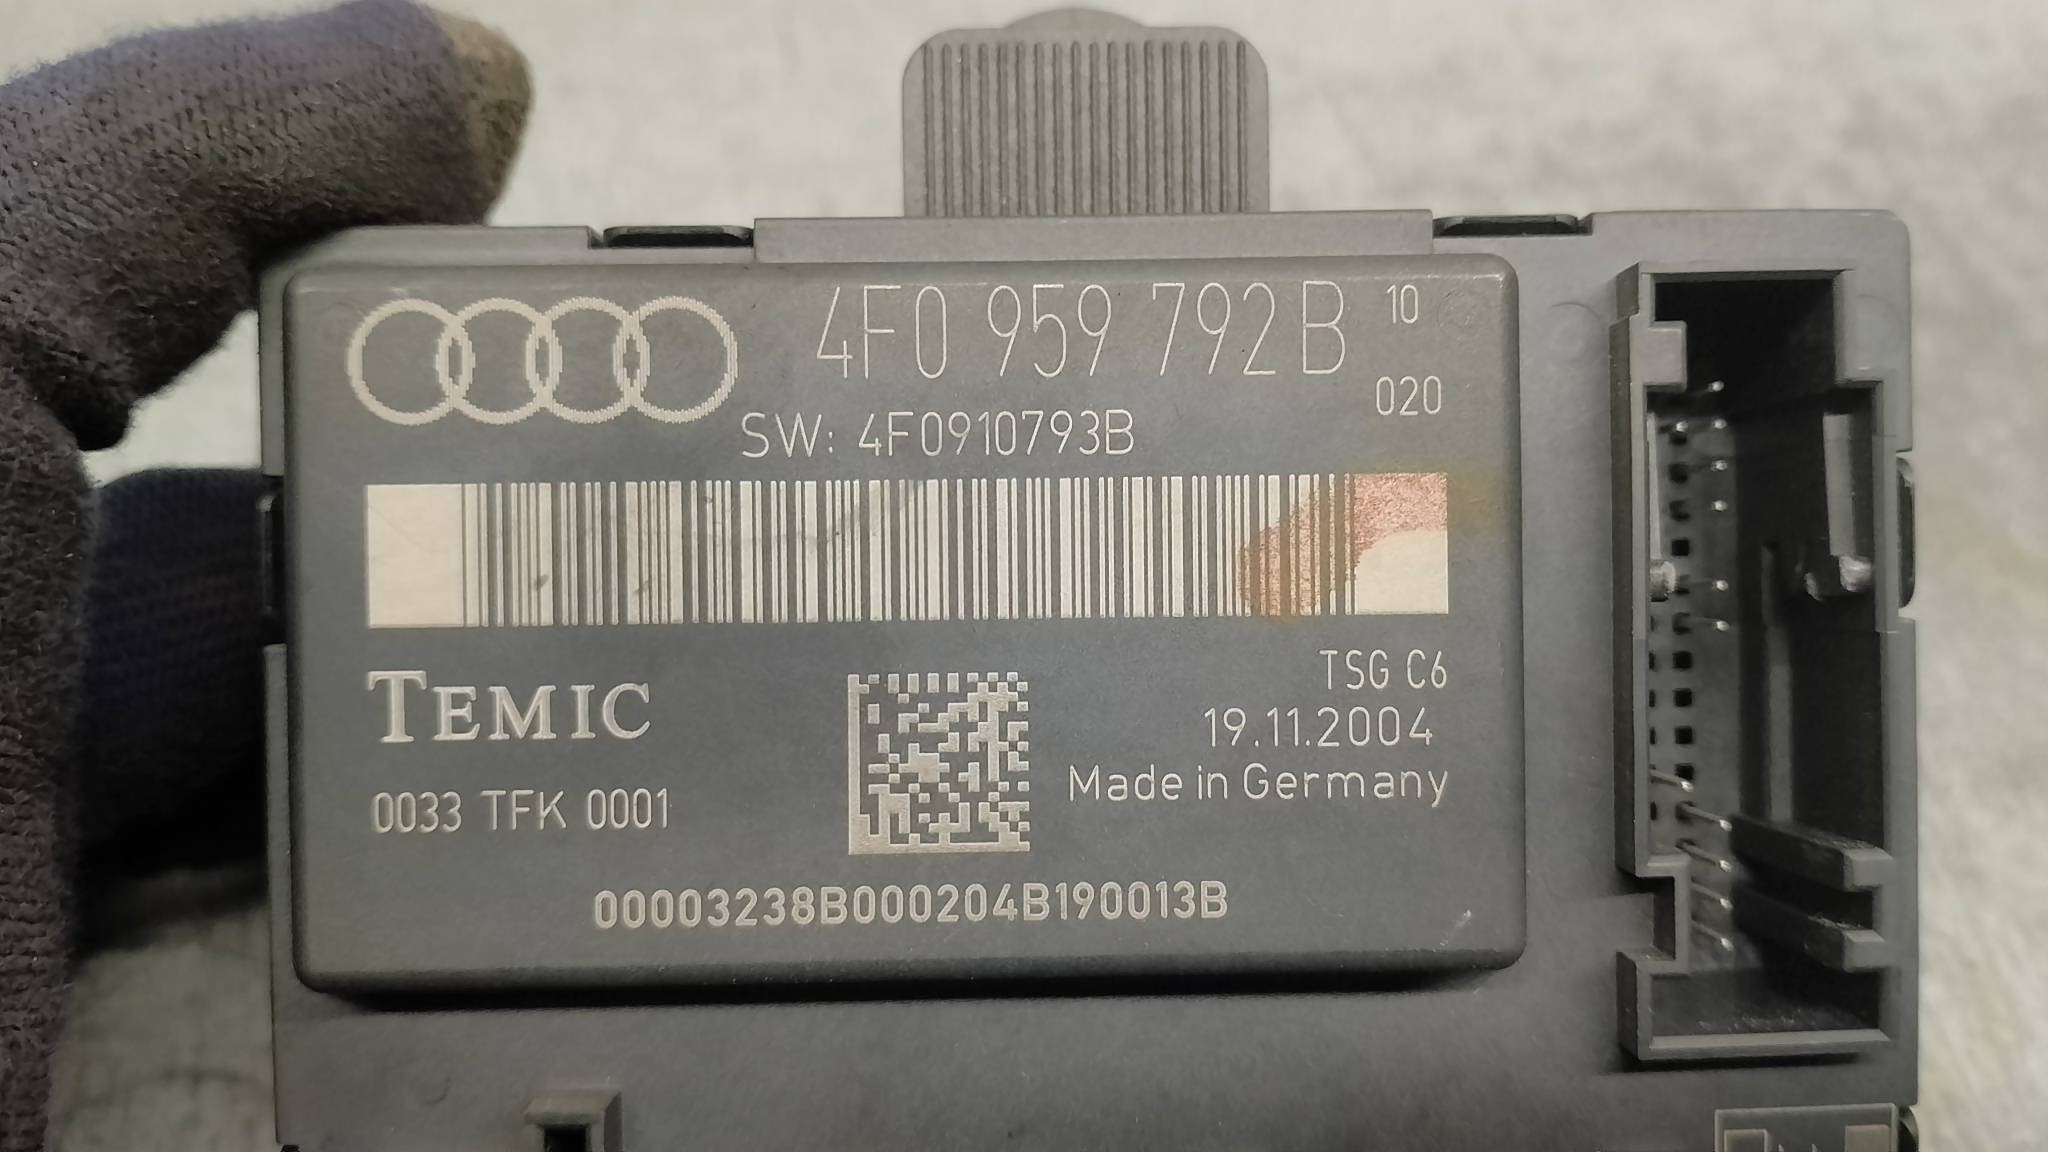 4F0 959 792 B 10
020
SW: 4F0910793B
TEMIC
TSG C6
19.11.2004
Made in Germany
0033 TFK 0001
00003238B000204B190013B